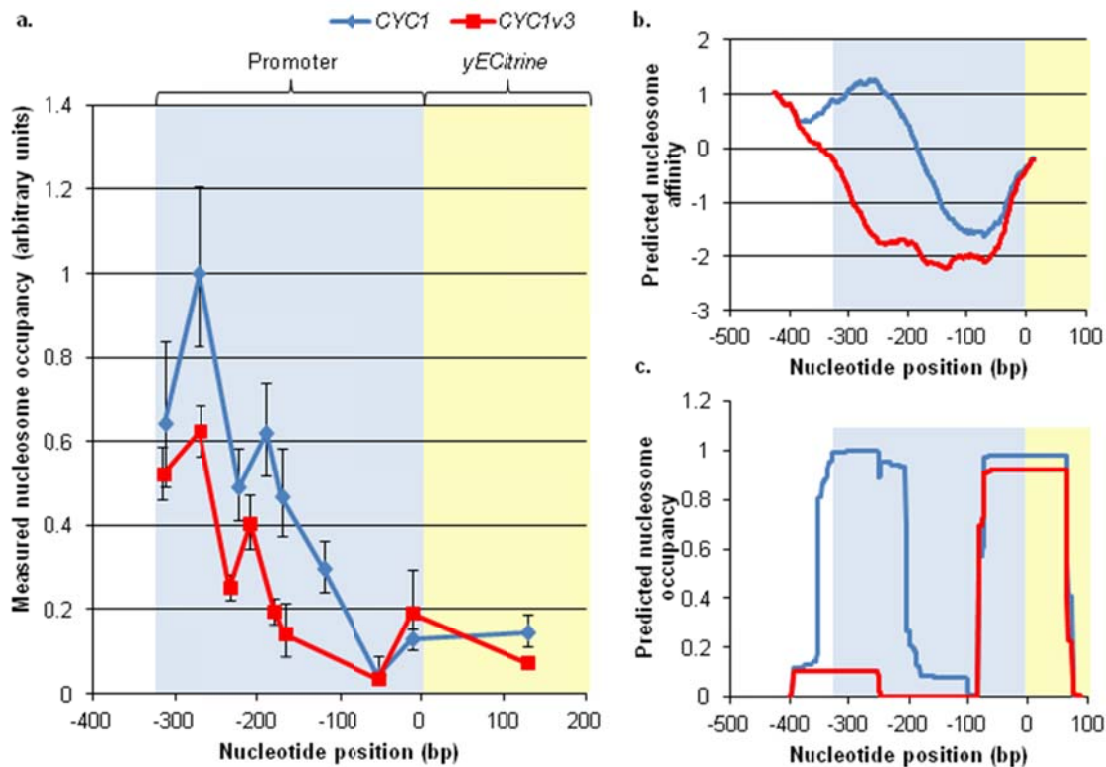 a.
CYC1 CYC1v3
Promoter yECitrine
Measured nucleosome occupancy (arbitrary units)
1.4
1.2
1
0.8
0.6
0.4
0.2
0
-400 -300 -200 -100 0 100 200
Nucleotide position (bp)
b.
Predicted nucleosome
affinity
2
1
0
-1
-2
-3
-500 -400 -300 -200 -100 0 100
Nucleotide position (bp)
c.
Predicted nucleosome
occupancy
1.2
1
0.8
0.6
0.4
0.2
0
-500 -400 -300 -200 -100 0 100
Nucleotide position (bp)